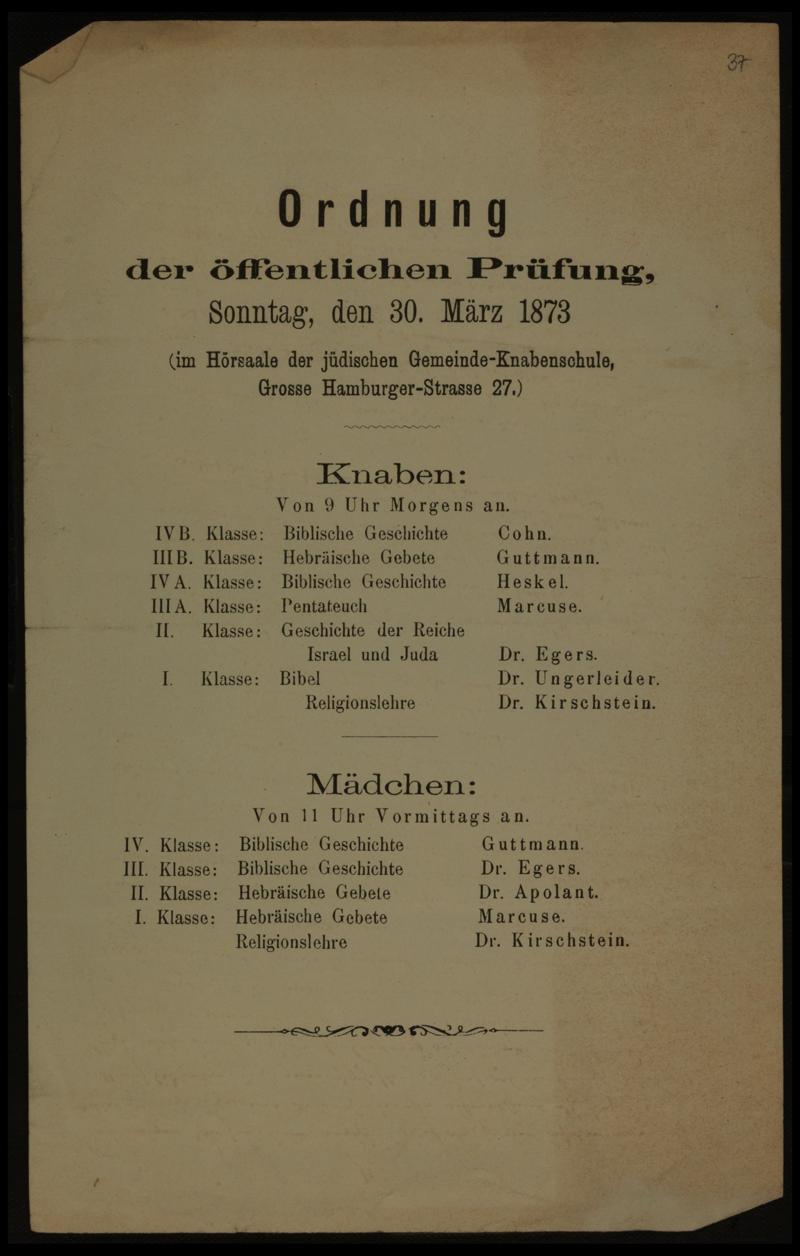 37
Ordnung
der öffentlichen Prüfung,
Sonntag, den 30. März 1873
(im Hörsaale der jüdischen Gemeinde-Knabenschule,
Grosse Hamburger-Strasse 27.)
Knaben:
Von 9 Uhr Morgens an.
IV B. Klasse: Biblische Geschichte Cohn.
III B. Klasse: Hebräische Gebete Guttmann.
IV A. Klasse: Biblische Geschichte Heskel.
III A. Klasse: Pentateuch Marcuse.
II. Klasse: Geschichte der Reiche
Israel und Juda Dr. Egers.
I. Klasse: Bibel Dr. Ungerleider.
Religionslehre Dr. Kirschstein.
Mädchen:
Von 11 Uhr Vormittags an.
IV. Klasse: Biblische Geschichte Guttmann.
III. Klasse: Biblische Geschichte Dr. Egers.
II. Klasse: Hebräische Gebete Dr. Apolant.
I. Klasse: Hebräische Gebete Marcuse.
Religionslehre Dr. Kirschstein.